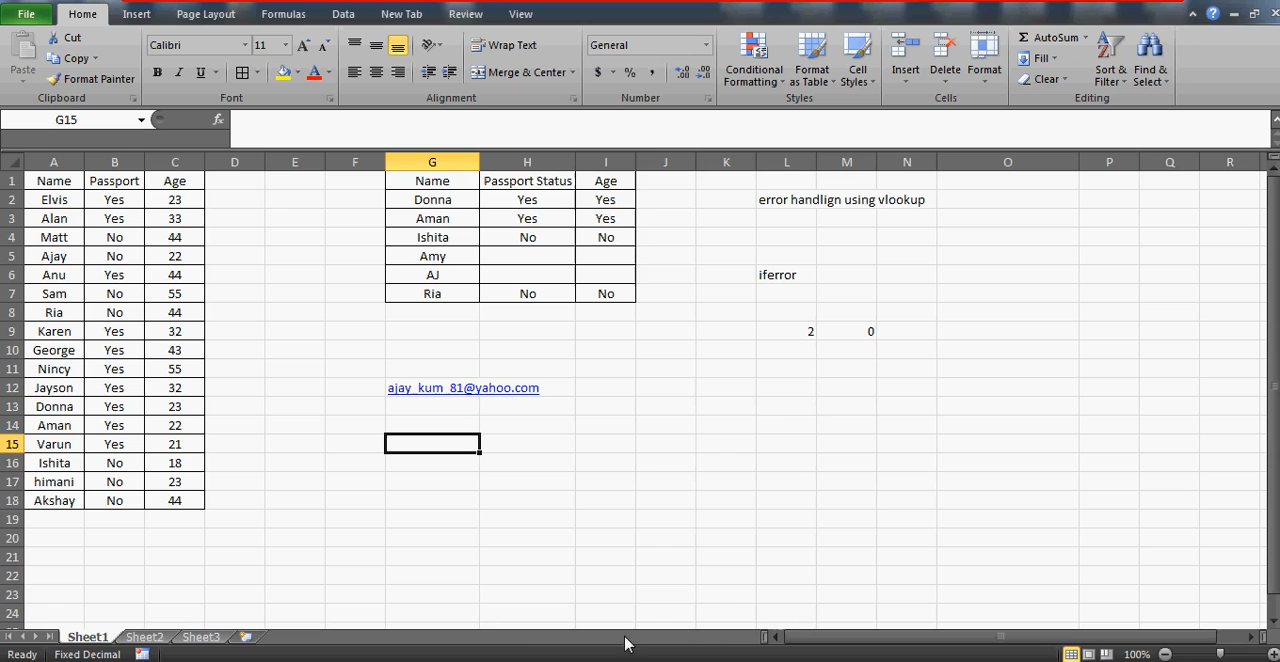 File Home Insert Page Layout Formulas Data New Tab Review View
Cut
Copy
Format Painter
Paste
Clipboard
Calibri 11
B I U
Font
Wrap Text
Merge & Center
Alignment
General
$ % ,
Number
Conditional Formatting
Format as Table
Cell Styles
Styles
Insert Delete Format
Cells
AutoSum
Fill
Clear
Sort & Filter
Find & Select
Editing
G15 fx
A B C D E F G H I J K L M N O P Q R
1 Name Passport Age Name Passport Status Age
2 Elvis Yes 23 Donna Yes Yes error handlign using vlookup
3 Alan Yes 33 Aman Yes Yes
4 Matt No 44 Ishita No No
5 Ajay No 22 Amy
6 Anu Yes 44 AJ iferror
7 Sam No 55 Ria No No
8 Ria No 44
9 Karen Yes 32 2 0
10 George Yes 43
11 Nincy Yes 55
12 Jayson Yes 32 ajay_kum_81@yahoo.com
13 Donna Yes 23
14 Aman Yes 22
15 Varun Yes 21
16 Ishita No 18
17 himani No 23
18 Akshay No 44
19
20
21
22
23
24
Sheet1 Sheet2 Sheet3
Ready Fixed Decimal 100%